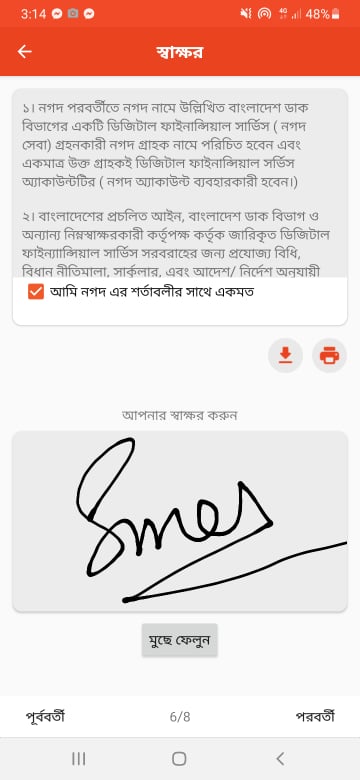 3:14
4G 48%
স্বাক্ষর
১। নগদ পরবর্তীতে নগদ নামে উল্লিখিত বাংলাদেশ ডাক
বিভাগের একটি ডিজিটাল ফাইনান্সিয়াল সার্ভিস ( নগদ
সেবা) গ্রহনকারী নগদ গ্রাহক নামে পরিচিত হবেন এবং
একমাত্র উক্ত গ্রাহকই ডিজিটাল ফাইনান্সিয়াল সর্ভিস
অ্যাকাউন্টটির ( নগদ অ্যাকাউন্ট ব্যবহারকারী হবেন।)
২। বাংলাদেশের প্রচলিত আইন, বাংলাদেশ ডাক বিভাগ ও
অন্যান্য নিয়ন্ত্রস্বাক্ষরকারী কর্তৃপক্ষ কর্তৃক জারিকৃত ডিজিটাল
ফাইন্যান্সিয়াল সার্ভিস সরবরাহের জন্য প্রযোজ্য বিধি,
বিধান নীতিমালা, সার্কুলার, এবং আদেশ/ নির্দেশ অনুযায়ী
আমি নগদ এর শর্তাবলীর সাথে একমত
আপনার স্বাক্ষর করুন
মুছে ফেলুন
পূর্ববর্তী 6/8 পরবর্তী